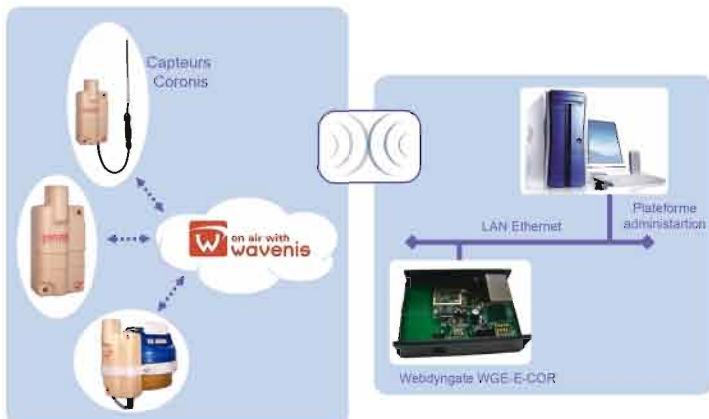 Capteurs
Coronis
on air with
wavenis
LAN Ethernet
Plateforme
administartion
Webdyngate WGE-E-COR